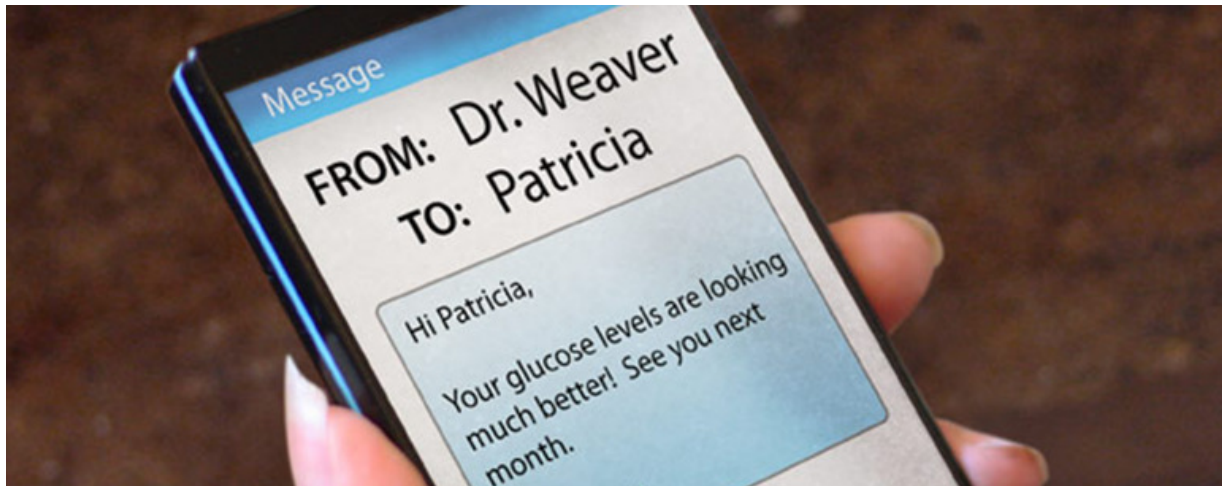 Message
FROM: Dr. Weaver
TO: Patricia
Hi Patricia,
Your glucose levels are looking
much better! See you next
month.